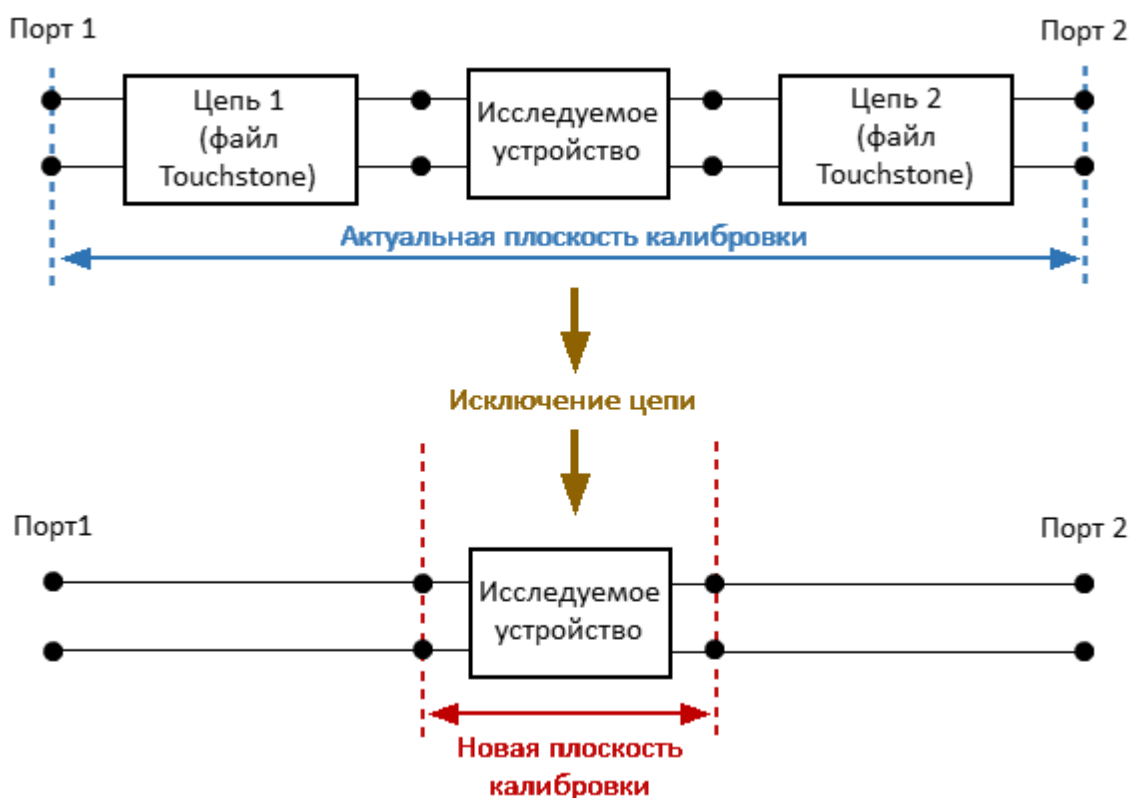 Порт 1
Порт 2
Цепь 1
(файл
Touchstone)
Исследуемое
устройство
Цепь 2
(файл
Touchstone)
Актуальная плоскость калибровки
Исключение цепи
Порт1
Порт 2
Исследуемое
устройство
Новая плоскость
калибровки